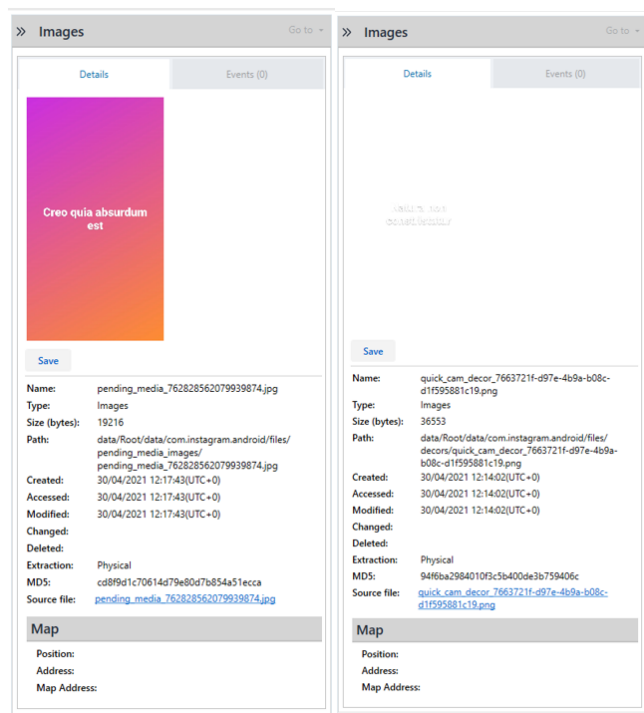 Images
Go to
Details
Events (0)
Creo quia absurdum
est
Save
Name: pending_media_762828562079939874.jpg
Type: Images
Size (bytes): 19216
Path: data/Root/data/com.instagram.android/files/
pending_media_images/
pending_media_762828562079939874.jpg
Created: 30/04/2021 12:17:43(UTC+0)
Accessed: 30/04/2021 12:17:43(UTC+0)
Modified: 30/04/2021 12:17:43(UTC+0)
Changed:
Deleted:
Extraction: Physical
MD5: cd8f9d1c70614d79e80d7b854a51ecca
Source file: pending_media_762828562079939874.jpg
Map
Position:
Address:
Map Address:
Images
Go to
Details
Events (0)
non
Save
Name: quick_cam_decor_7663721f-d97e-4b9a-b08c-
d1f595881c19.png
Type: Images
Size (bytes): 36553
Path: data/Root/data/com.instagram.android/files/
decors/quick_cam_decor_7663721f-d97e-4b9a-
b08c-d1f595881c19.png
Created: 30/04/2021 12:14:02(UTC+0)
Accessed: 30/04/2021 12:14:02(UTC+0)
Modified: 30/04/2021 12:14:02(UTC+0)
Changed:
Deleted:
Extraction: Physical
MD5: 94f6ba2984010f3c5b400de3b759406c
Source file: quick_cam_decor_7663721f-d97e-4b9a-b08c-
d1f595881c19.png
Map
Position:
Address:
Map Address: